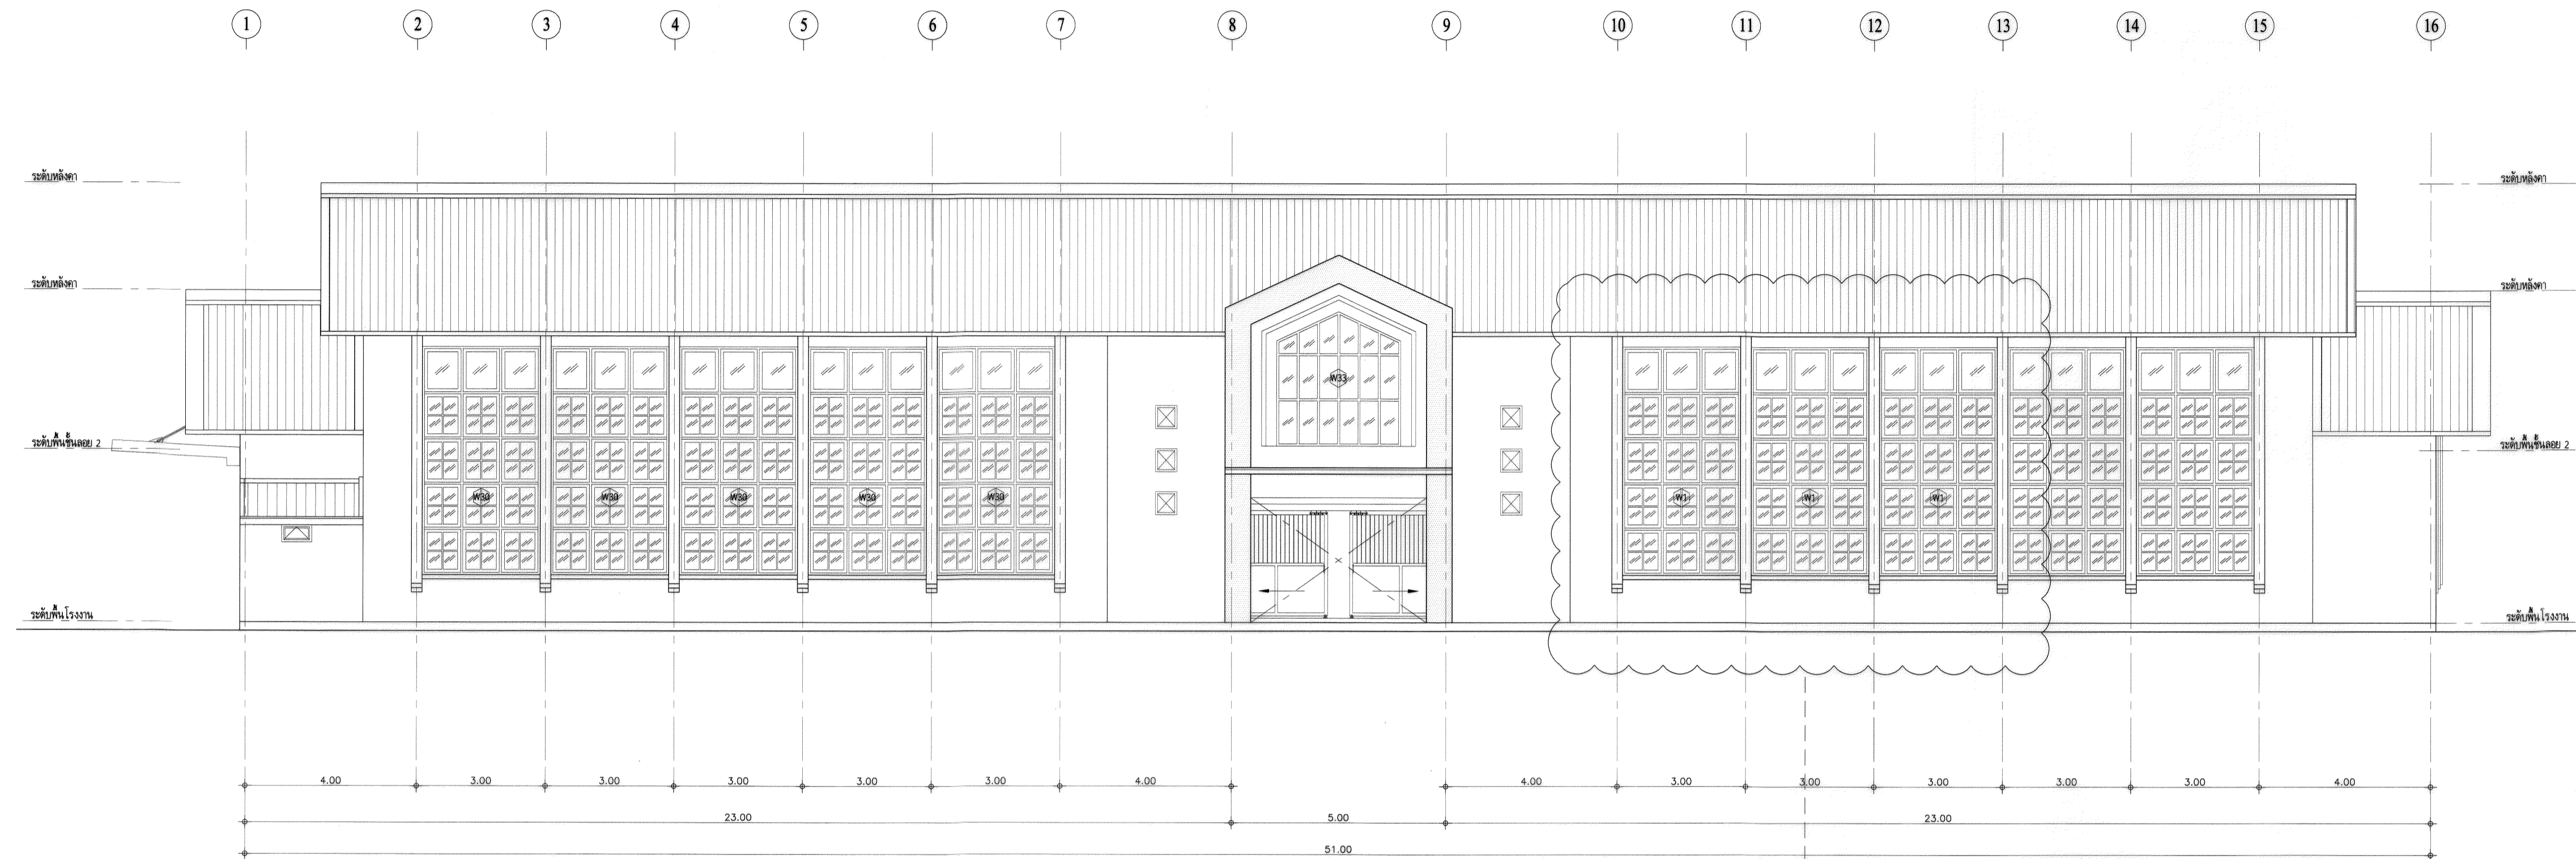 1 2 3 4 5 6 7 8 9 10 11 12 13 14 15 16
ระดับหลังคา ระดับหลังคา
ระดับหลังคา ระดับหลังคา
W33
ระดับพื้นชั้นลอย 2 ระดับพื้นชั้นลอย 2
W30 W30 W30 W30 W30 W1 W1 W1
ระดับพื้นโรงงาน ระดับพื้นโรงงาน
4.00 3.00 3.00 3.00 3.00 3.00 4.00 4.00 3.00 3.00 3.00 3.00 3.00 4.00
23.00 5.00 23.00
51.00